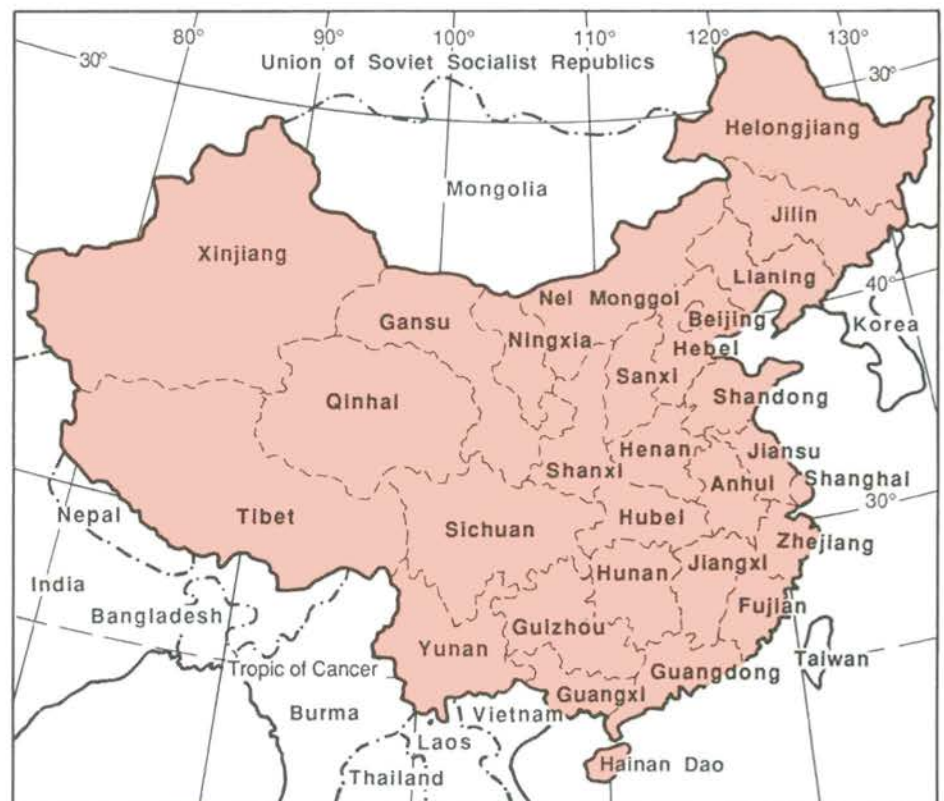 80° 90° 100° 120° 130°
30° 30°
Union of Soviet Socialist Republics
Helongjiang
Mongolia
Jilin
Xinjiang
Lianing
40°
Nei Monggol
Gansu
Beijing
Korea
Ningxia
Hebei
Sanxi
Qinhai
Shandong
Henan
Jiansu
Shanxi
Anhui
Shanghai
30°
Nepal
Tibet
Hubei
Sichuan
Zhejiang
Jiangxi
Hunan
India
Fujian
Bangladesh
Guizhou
Yunan
Taiwan
Tropic of Cancer
Guangdong
Guangxi
Burma
Vietnam
Laos
Hainan Dao
Thailand